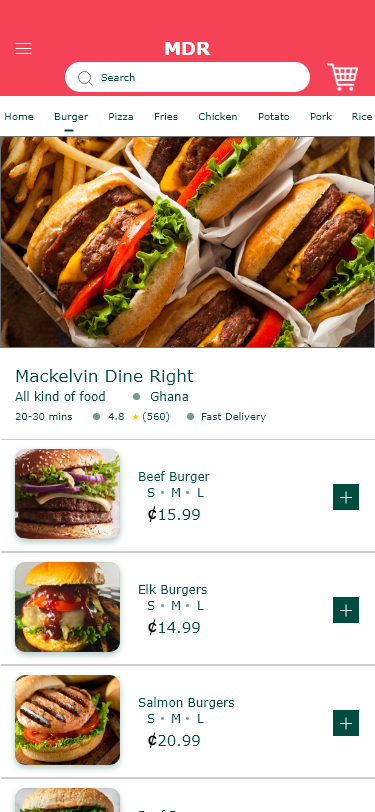 MDR
Search
Home Burger Pizza Fries Chicken Potato Pork Rice
Mackelvin Dine Right
All kind of food Ghana
20-30 mins 4.8 (560) Fast Delivery
Beef Burger
S • M • L
₵15.99
Elk Burgers
S • M • L
₵14.99
Salmon Burgers
S • M • L
₵20.99